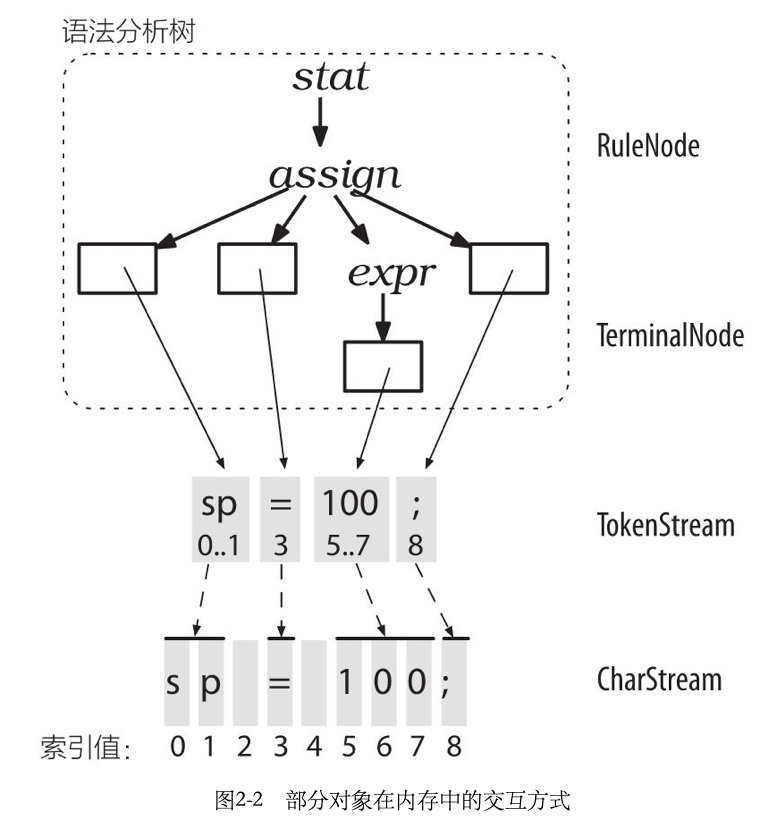 语法分析树
stat
RuleNode
assign
expr
TerminalNode
sp = 100 ;
0..1 3 5..7 8
TokenStream
s p = 1 0 0 ;
CharStream
索引值: 0 1 2 3 4 5 6 7 8
图2-2 部分对象在内存中的交互方式